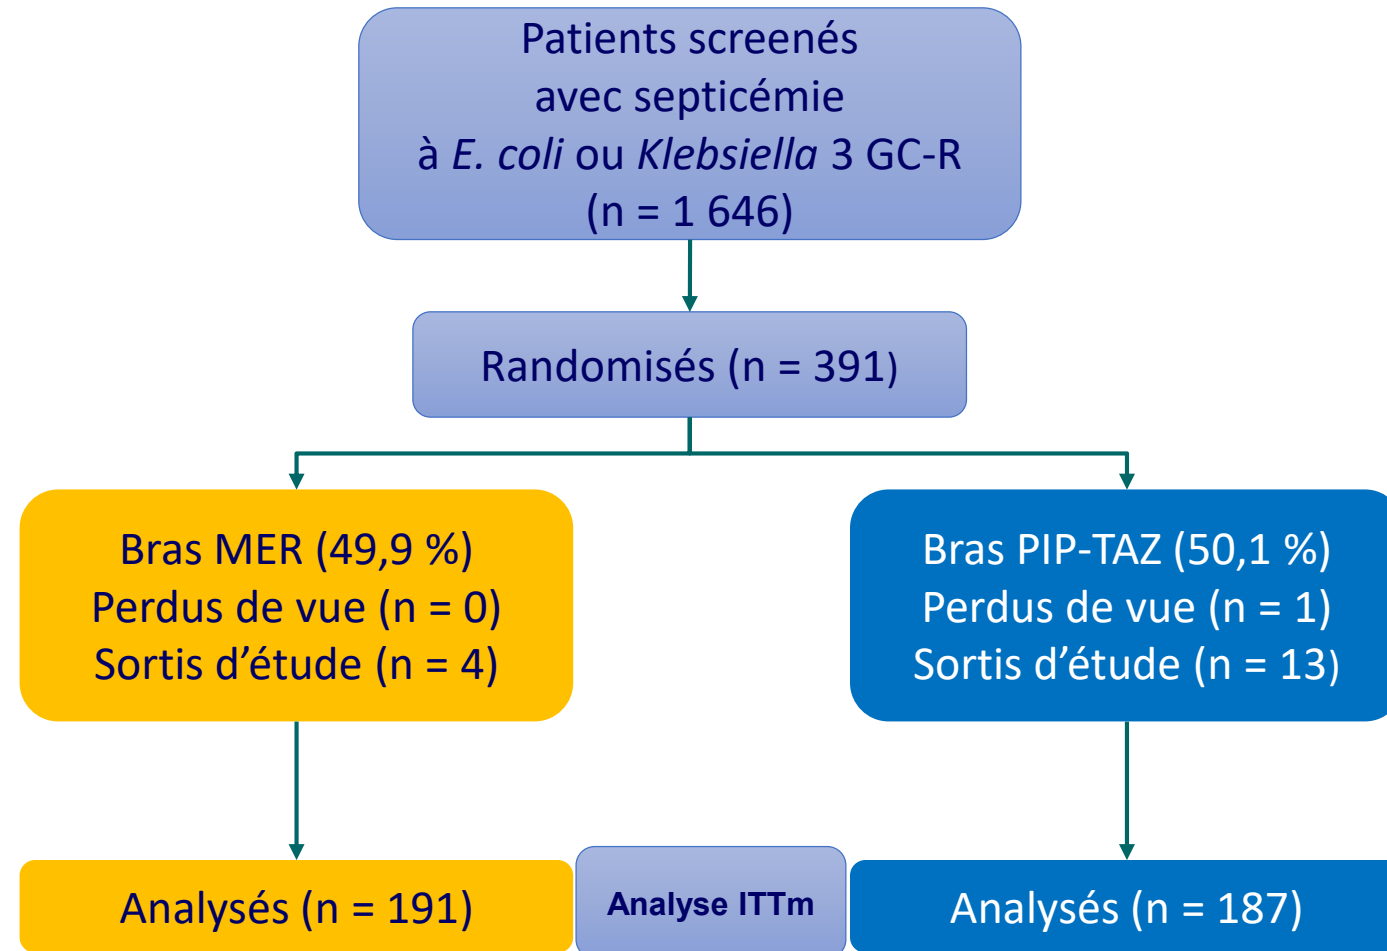 Patients screenés
avec septicémie
à E. coli ou Klebsiella 3 GC-R
(n = 1 646)
Randomisés (n = 391)
Bras MER (49,9 %)
Perdus de vue (n = 0)
Sortis d’étude (n = 4)
Bras PIP-TAZ (50,1 %)
Perdus de vue (n = 1)
Sortis d’étude (n = 13)
Analysés (n = 191)
Analyse ITTm
Analysés (n = 187)